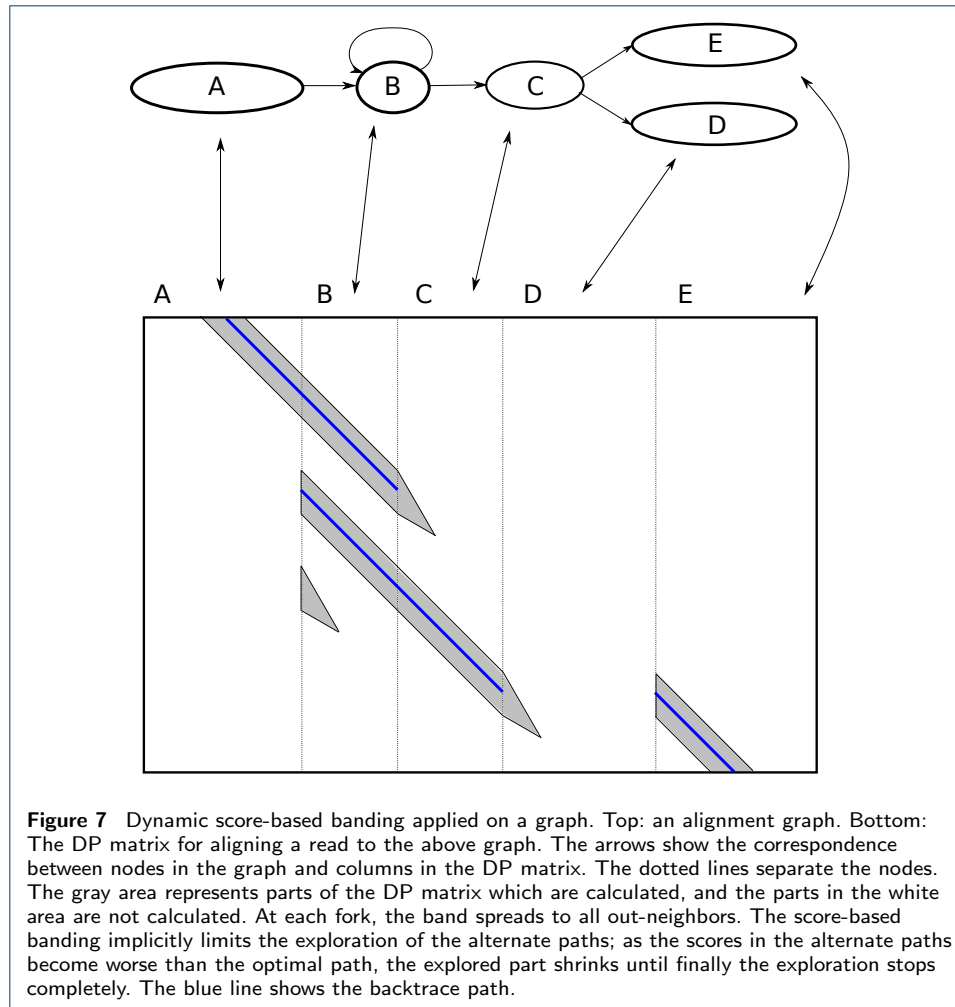 E
A
B
C
D
A B C D E
Figure 7 Dynamic score-based banding applied on a graph. Top: an alignment graph. Bottom:
The DP matrix for aligning a read to the above graph. The arrows show the correspondence
between nodes in the graph and columns in the DP matrix. The dotted lines separate the nodes.
The gray area represents parts of the DP matrix which are calculated, and the parts in the white
area are not calculated. At each fork, the band spreads to all out-neighbors. The score-based
banding implicitly limits the exploration of the alternate paths; as the scores in the alternate paths
become worse than the optimal path, the explored part shrinks until finally the exploration stops
completely. The blue line shows the backtrace path.